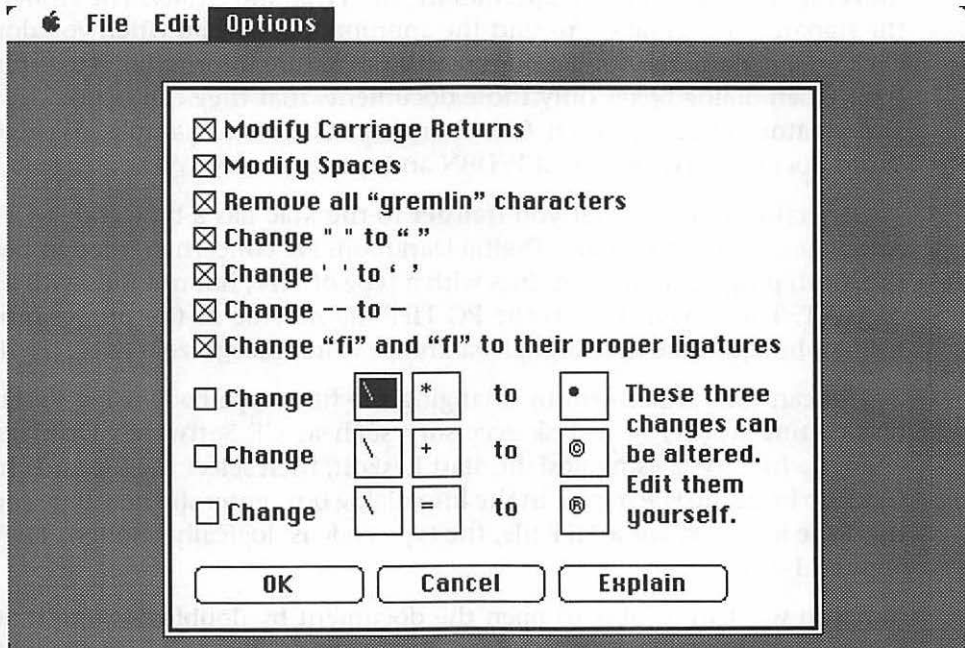 File Edit Options
Modify Carriage Returns
Modify Spaces
Remove all “gremlin” characters
Change " " to “ ”
Change ' ' to ‘ ’
Change -- to —
Change “fi” and “fl” to their proper ligatures
Change \ * to •
Change \ + to ©
Change \ = to ®
These three
changes can
be altered.
Edit them
yourself.
OK Cancel Explain